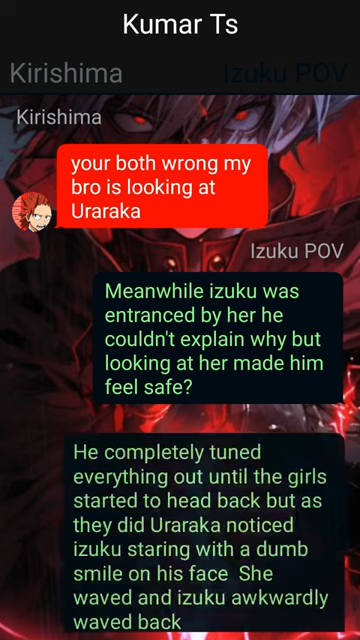 Kumar Ts
Kirishima
Izuku POV
Kirishima
your both wrong my
bro is looking at
Uraraka
Izuku POV
Meanwhile izuku was
entranced by her he
couldn't explain why but
looking at her made him
feel safe?
He completely tuned
everything out until the girls
started to head back but as
they did Uraraka noticed
izuku staring with a dumb
smile on his face  She
waved and izuku awkwardly
waved back